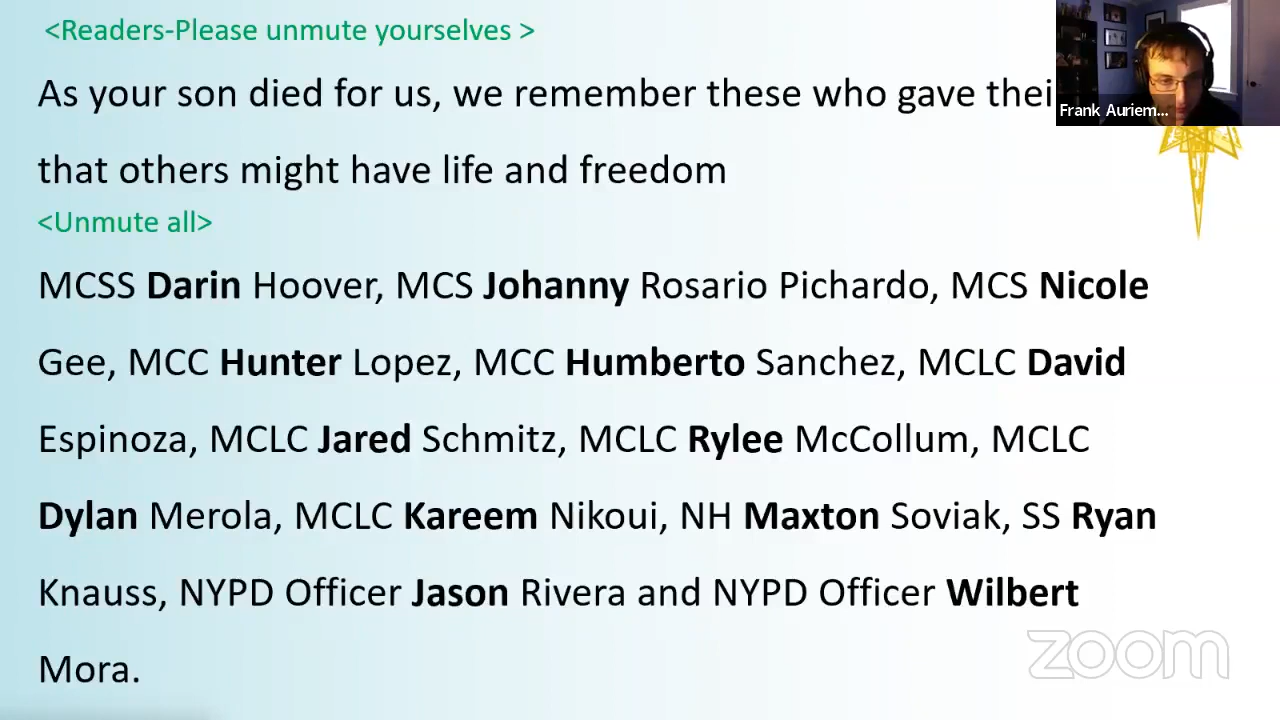 <Readers-Please unmute yourselves >
As your son died for us, we remember these who gave thei
Frank Auriem...
that others might have life and freedom
<Unmute all>
MCSS Darin Hoover, MCS Johanny Rosario Pichardo, MCS Nicole
Gee, MCC Hunter Lopez, MCC Humberto Sanchez, MCLC David
Espinoza, MCLC Jared Schmitz, MCLC Rylee McCollum, MCLC
Dylan Merola, MCLC Kareem Nikoui, NH Maxton Soviak, SS Ryan
Knauss, NYPD Officer Jason Rivera and NYPD Officer Wilbert
Mora.
zoom